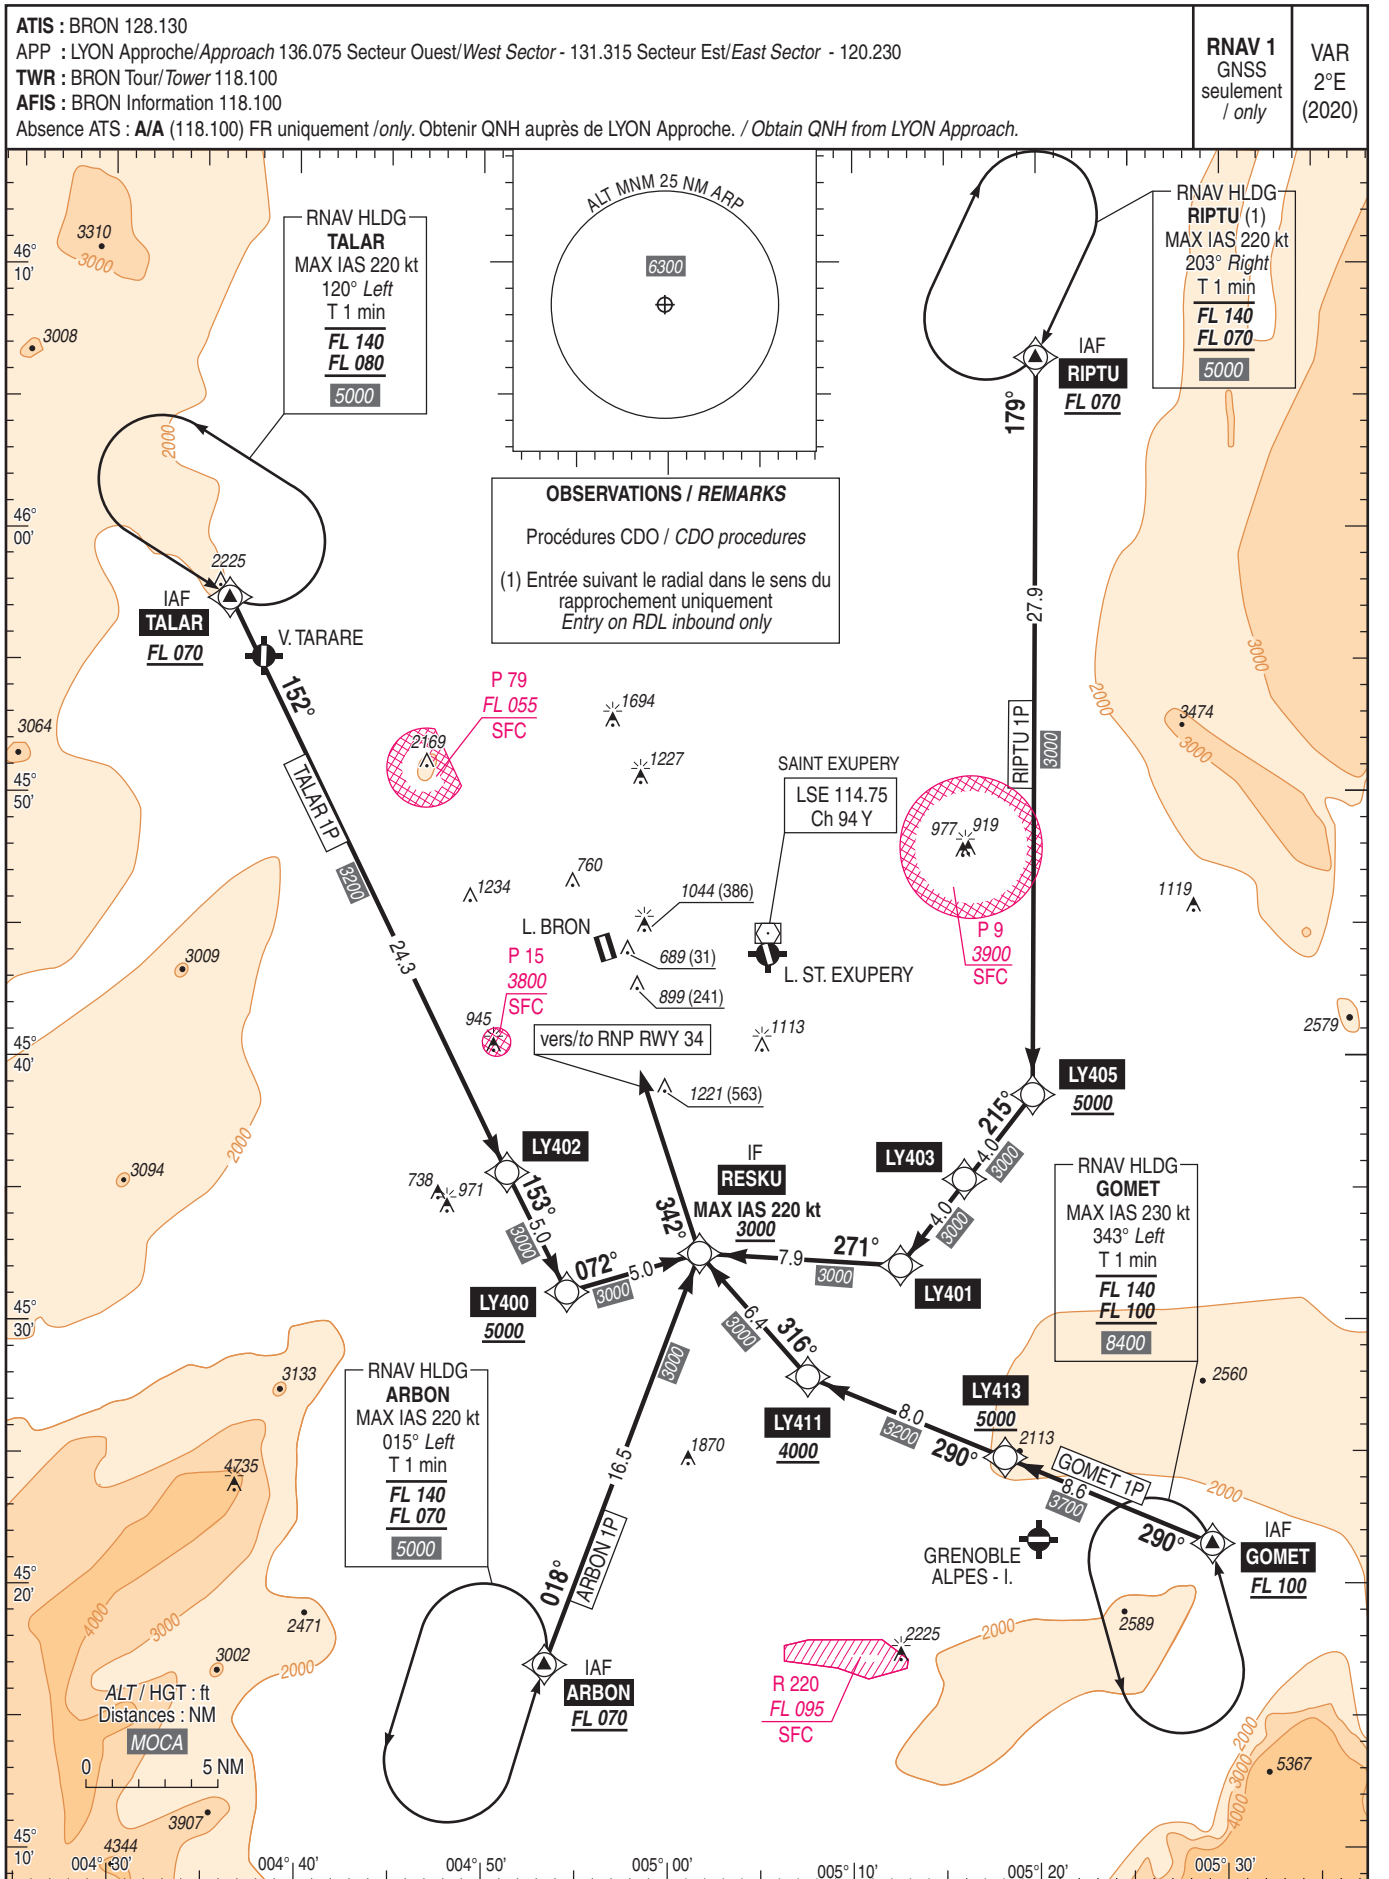 ATIS : BRON 128.130
APP : LYON Approche/Approach 136.075 Secteur Ouest/West Sector - 131.315 Secteur Est/East Sector - 120.230
TWR : BRON Tour/Tower 118.100
AFIS : BRON Information 118.100
Absence ATS : A/A (118.100) FR uniquement /only. Obtenir QNH auprès de LYON Approche. / Obtain QNH from LYON Approach.
RNAV 1
GNSS
seulement
/ only
VAR
2°E
(2020)
ALT MNM 25 NM ARP
6300
RNAV HLDG
TALAR
MAX IAS 220 kt
120° Left
T 1 min
FL 140
FL 080
5000
RNAV HLDG
RIPTU (1)
MAX IAS 220 kt
203° Right
T 1 min
FL 140
FL 070
5000
3310
3000
46°
10'
3008
IAF
RIPTU
FL 070
179°
2000
OBSERVATIONS / REMARKS
Procédures CDO / CDO procedures
(1) Entrée suivant le radial dans le sens du
rapprochement uniquement
Entry on RDL inbound only
46°
00'
2225
IAF
TALAR
FL 070
V. TARARE
152°
27.9
3000
2000
3474
3000
P 79
FL 055
SFC
2169
1694
1227
3064
45°
50'
TALAR 1P
3200
RIPTU 1P
3000
SAINT EXUPERY
LSE 114.75
Ch 94 Y
977
919
P 9
3900
SFC
1119
760
1234
1044 (386)
L. BRON
689 (31)
899 (241)
L. ST. EXUPERY
24.3
3009
P 15
3800
SFC
945
1113
2579
45°
40'
vers/to RNP RWY 34
1221 (563)
LY405
5000
215°
4.0
3000
LY402
LY403
2000
3094
738
971
153°
5.0
3000
IF
RESKU
MAX IAS 220 kt
3000
342°
4.0
3000
RNAV HLDG
GOMET
MAX IAS 230 kt
343° Left
T 1 min
FL 140
FL 100
8400
072°
5.0
3000
271°
7.9
3000
LY401
LY400
5000
45°
30'
6.4
3000
316°
3000
2560
3133
RNAV HLDG
ARBON
MAX IAS 220 kt
015° Left
T 1 min
FL 140
FL 070
5000
LY413
5000
LY411
4000
8.0
3200
290°
2113
GOMET 1P
8.6
3700
290°
2000
4735
1870
16.5
IAF
GOMET
FL 100
GRENOBLE
ALPES - I.
ARBON 1P
018°
45°
20'
4000
3000
2471
2589
2000
2225
3002
2000
R 220
FL 095
SFC
IAF
ARBON
FL 070
ALT / HGT : ft
Distances : NM
MOCA
0
5 NM
2000
3000
4000
5367
3907
4344
45°
10'
004° 30'
004° 40'
004° 50'
005° 00'
005° 10'
005° 20'
005° 30'